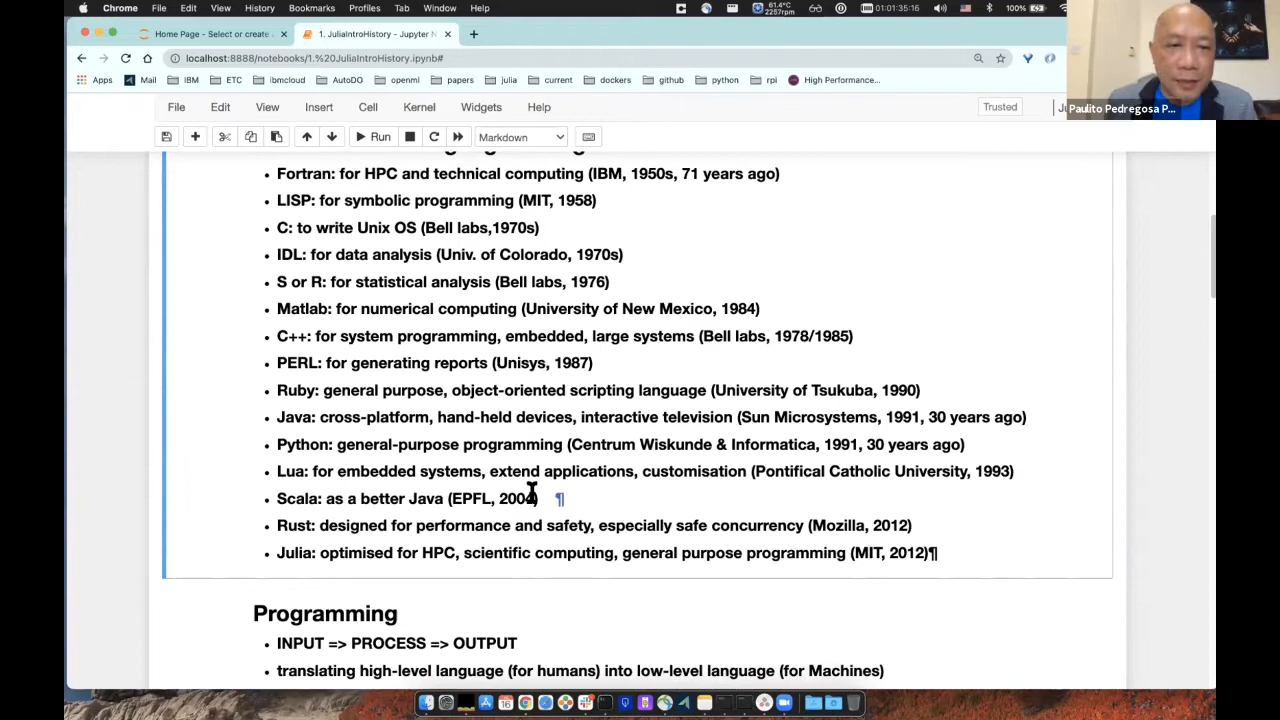 Chrome File Edit View History Bookmarks Profiles Tab Window Help 61.4°C 2257rpm 01:01:35:16 100%
Home Page - Select or create a 1. JuliaIntroHistory - Jupyter N
localhost:8888/notebooks/1.%20JuliaIntroHistory.ipynb#
Apps Mail IBM ETC ibmcloud AutoDO openml papers julia current dockers github python rpi High Performance...
Paulito Pedregosa P...
File Edit View Insert Cell Kernel Widgets Help Trusted
Run Markdown
• Fortran: for HPC and technical computing (IBM, 1950s, 71 years ago)
• LISP: for symbolic programming (MIT, 1958)
• C: to write Unix OS (Bell labs,1970s)
• IDL: for data analysis (Univ. of Colorado, 1970s)
• S or R: for statistical analysis (Bell labs, 1976)
• Matlab: for numerical computing (University of New Mexico, 1984)
• C++: for system programming, embedded, large systems (Bell labs, 1978/1985)
• PERL: for generating reports (Unisys, 1987)
• Ruby: general purpose, object-oriented scripting language (University of Tsukuba, 1990)
• Java: cross-platform, hand-held devices, interactive television (Sun Microsystems, 1991, 30 years ago)
• Python: general-purpose programming (Centrum Wiskunde & Informatica, 1991, 30 years ago)
• Lua: for embedded systems, extend applications, customisation (Pontifical Catholic University, 1993)
• Scala: as a better Java (EPFL, 2004) ¶
• Rust: designed for performance and safety, especially safe concurrency (Mozilla, 2012)
• Julia: optimised for HPC, scientific computing, general purpose programming (MIT, 2012)¶
Programming
• INPUT => PROCESS => OUTPUT
• translating high-level language (for humans) into low-level language (for Machines)